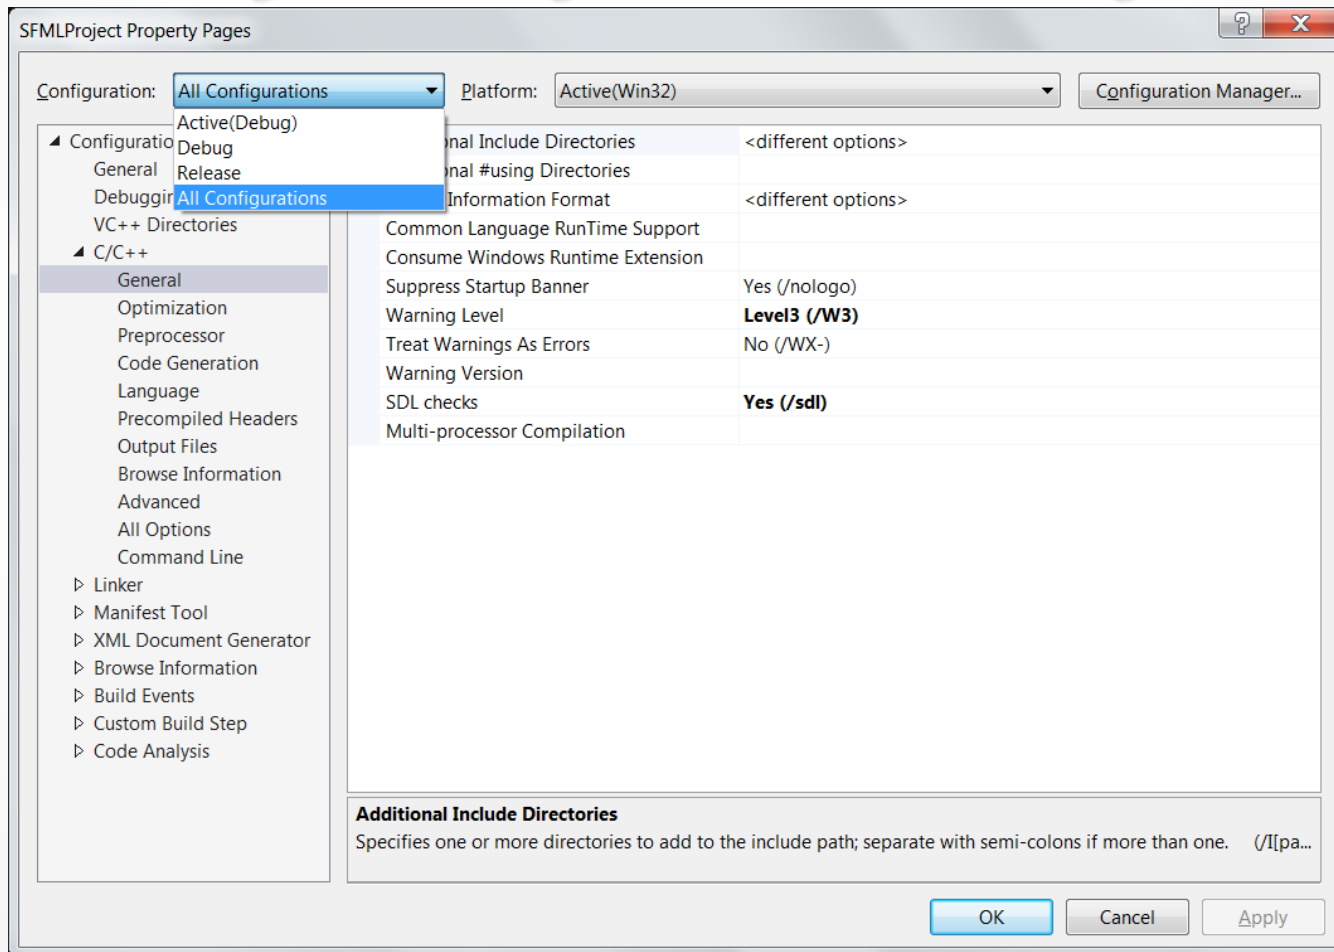 SFMLProject Property Pages
Configuration: All Configurations Platform: Active(Win32) Configuration Manager...
Active(Debug)
Debug
Release
All Configurations
Configuratio
General
Debuggin
VC++ Directories
C/C++
General
Optimization
Preprocessor
Code Generation
Language
Precompiled Headers
Output Files
Browse Information
Advanced
All Options
Command Line
Linker
Manifest Tool
XML Document Generator
Browse Information
Build Events
Custom Build Step
Code Analysis
onal Include Directories <different options>
onal #using Directories
Information Format <different options>
Common Language RunTime Support
Consume Windows Runtime Extension
Suppress Startup Banner Yes (/nologo)
Warning Level Level3 (/W3)
Treat Warnings As Errors No (/WX-)
Warning Version
SDL checks Yes (/sdl)
Multi-processor Compilation
Additional Include Directories
Specifies one or more directories to add to the include path; separate with semi-colons if more than one. (/I[pa...
OK Cancel Apply